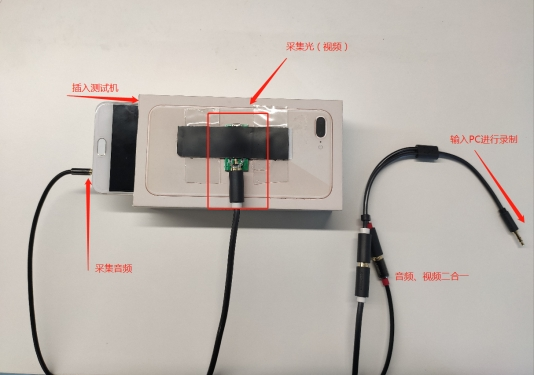 采集光（视频）
插入测试机
输入PC进行录制
采集音频
音频、视频二合一